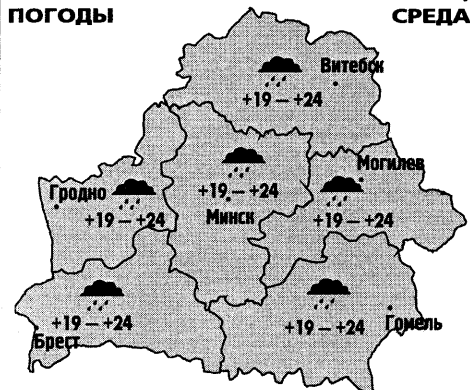 ПОГОДЫ СРЕДА
Витебск
+19 – +24
Могилев
+19 – +24
Гродно
+19 – +24
+19 – +24
Минск
+19 – +24
+19 – +24
Гомель
Брест